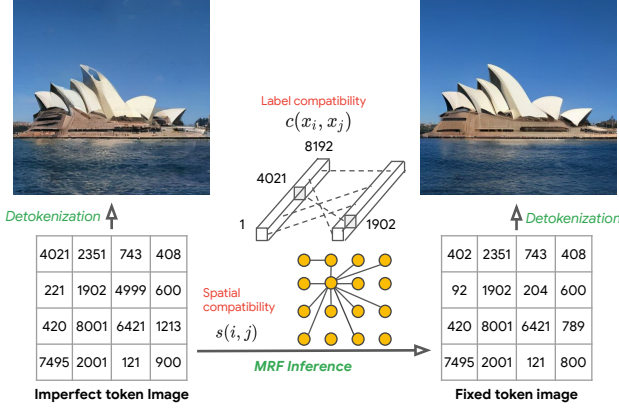 Label compatibility
c(x_i, x_j)
8192
4021
1
1902
Detokenization
Detokenization
4021 2351 743 408
221 1902 4999 600
420 8001 6421 1213
7495 2001 121 900
Imperfect token Image
Spatial
compatibility
s(i, j)
MRF Inference
402 2351 743 408
92 1902 204 600
420 8001 6421 789
7495 2001 121 800
Fixed token image